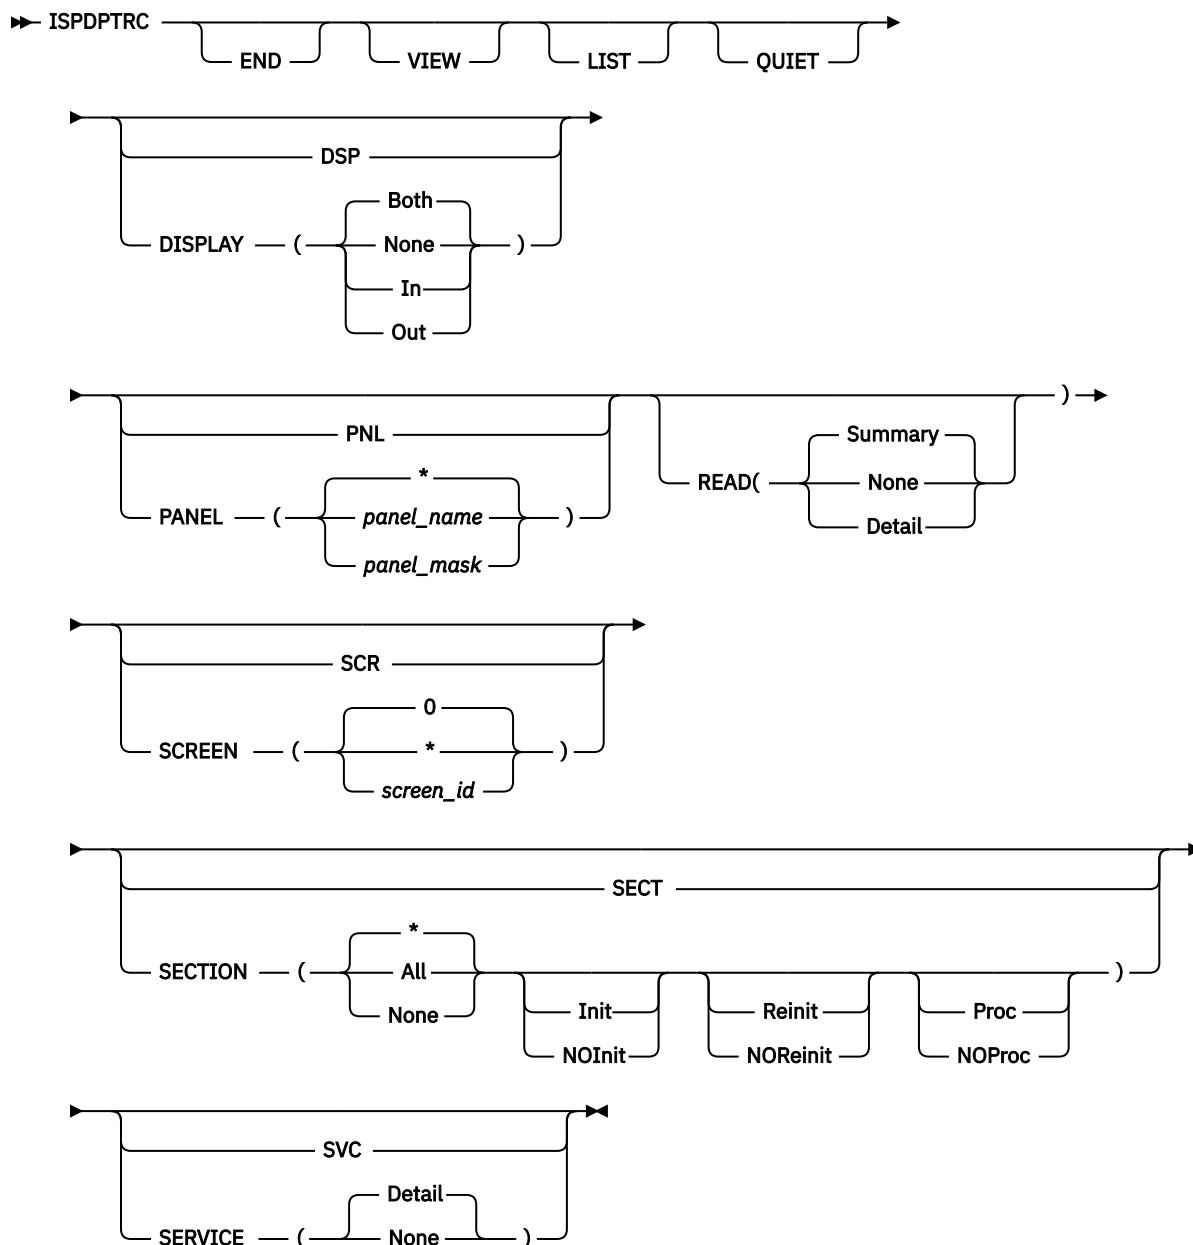 ISPDPTRC
END VIEW LIST QUIET
DSP
Both
DISPLAY ( None )
In
Out
)
PNL Summary
* READ( None
PANEL ( panel_name )
Detail
panel_mask
SCR
0
SCREEN ( * )
screen_id
SECT
*
SECTION ( All )
Init Reinit Proc
None
NOInit NOReinit NOProc
SVC
Detail
SERVICE ( None )